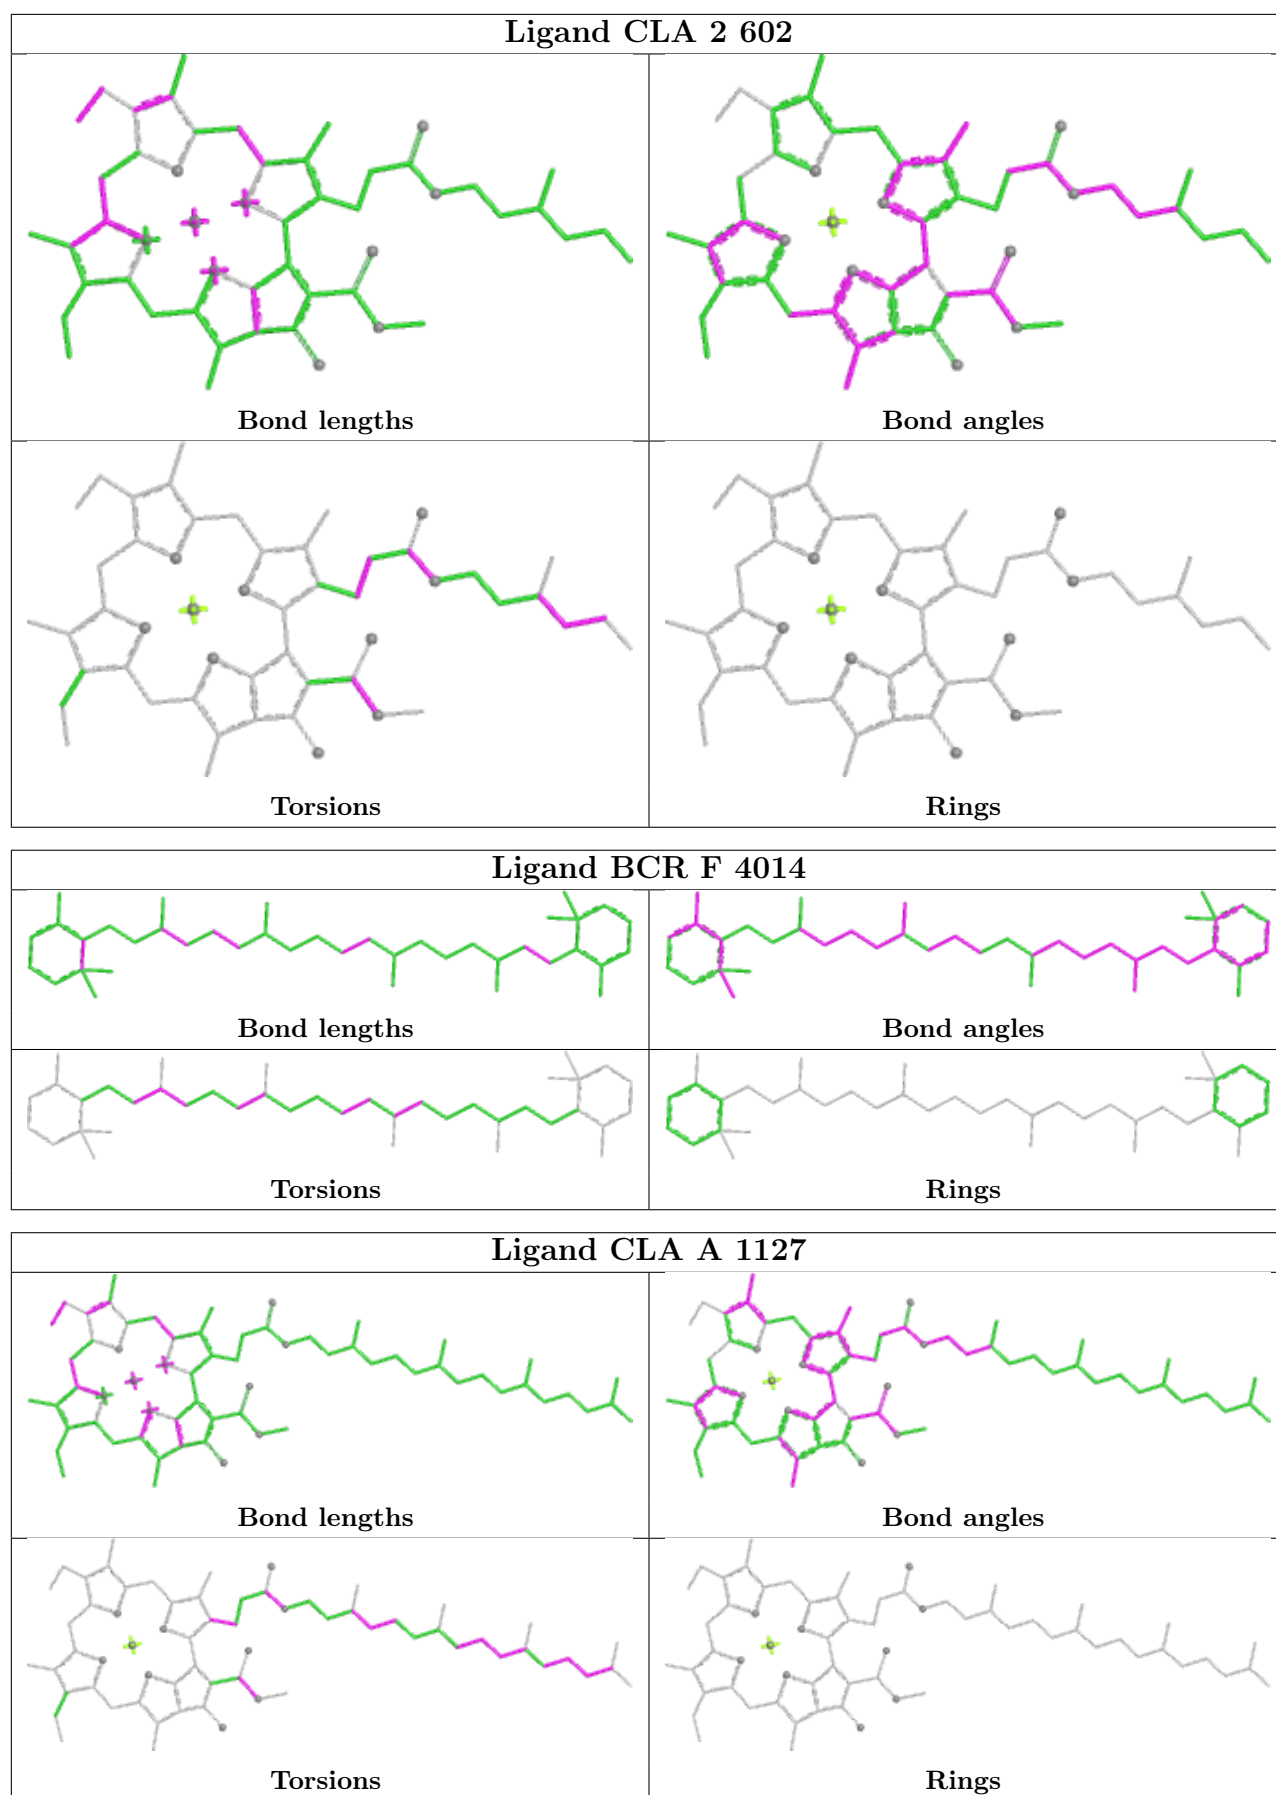 Ligand CLA 2 602
Bond lengths
Bond angles
Torsions
Rings
Ligand BCR F 4014
Bond lengths
Bond angles
Torsions
Rings
Ligand CLA A 1127
Bond lengths
Bond angles
Torsions
Rings